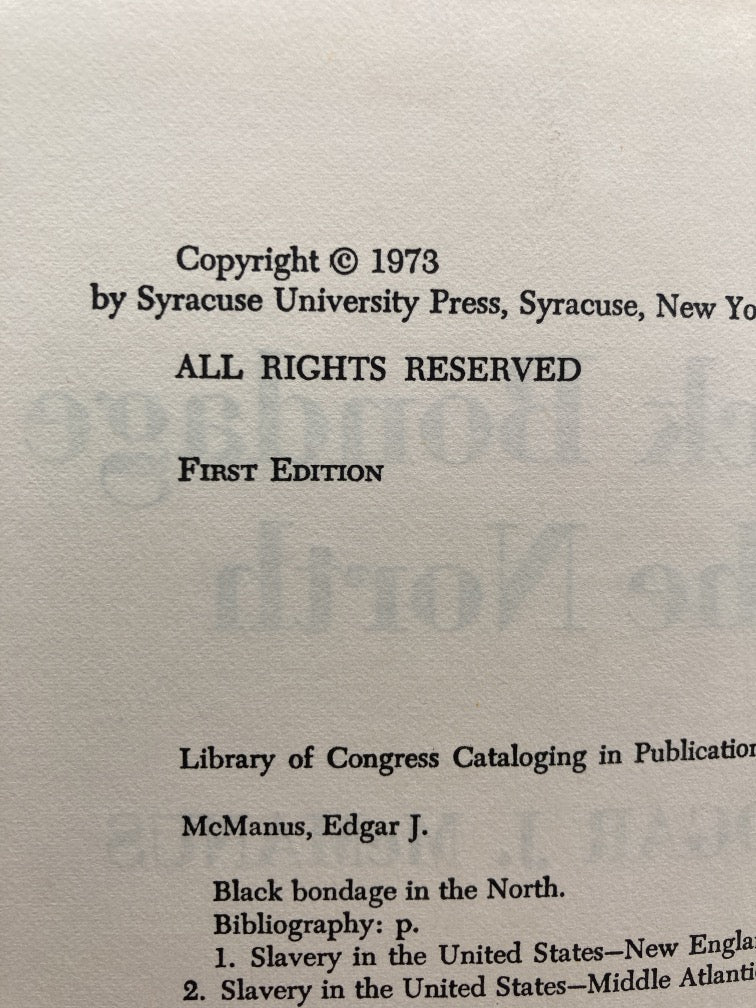 Copyright © 1973
by Syracuse University Press, Syracuse, New Yo
ALL RIGHTS RESERVED
FIRST EDITION
Library of Congress Cataloging in Publication
McManus, Edgar J.
Black bondage in the North.
Bibliography: p.
1. Slavery in the United States—New Engla
2. Slavery in the United States—Middle Atlanti